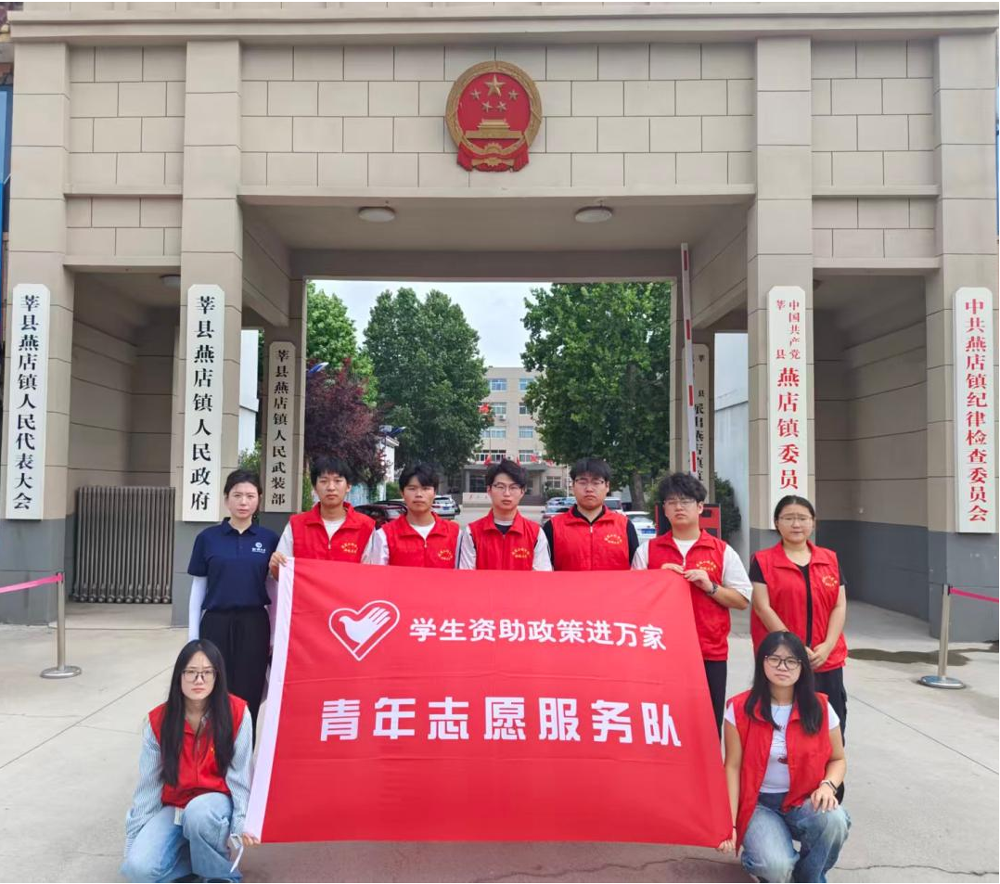 莘县燕店镇人民代表大会
莘县燕店镇人民政府
莘县燕店镇人民武装部
中国共产党
莘县
燕店镇委员
中共燕店镇纪律检查委员会
学生资助政策进万家
青年志愿服务队